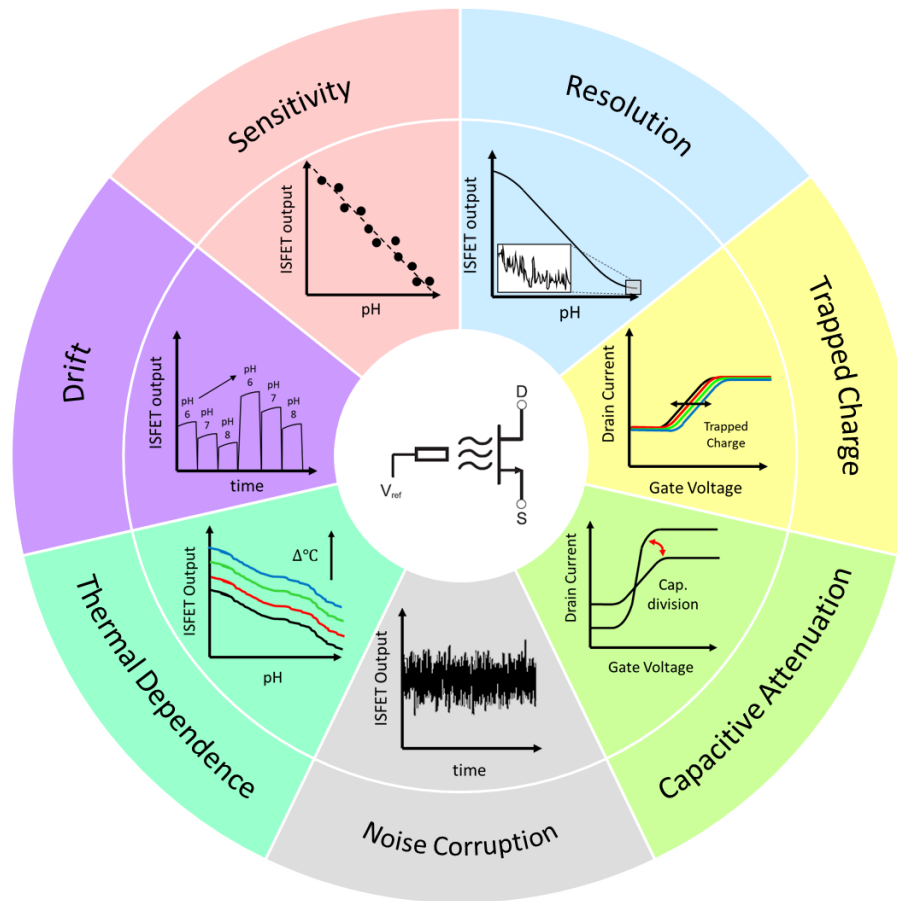 Sensitivity
ISFET output
pH
Resolution
ISFET output
pH
Trapped Charge
Drain Current
Trapped
Charge
Gate Voltage
Capacitive Attenuation
Drain Current
Cap.
division
Gate Voltage
Noise Corruption
ISFET Output
time
Thermal Dependence
ISFET Output
Δ°C
pH
Drift
ISFET output
pH
6
pH
7
pH
8
pH
6
pH
7
pH
8
time
D
Vref
S